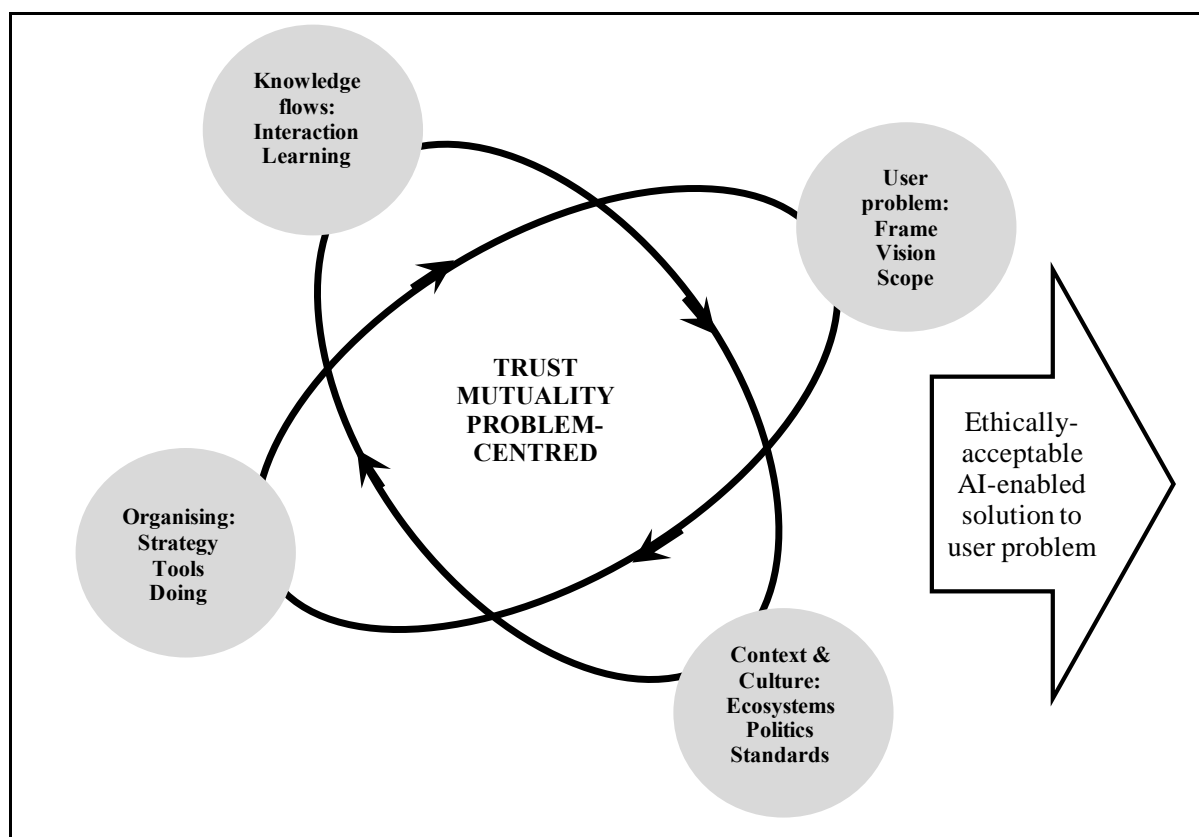 Knowledge
flows:
Interaction
Learning
User
problem:
Frame
Vision
Scope
TRUST
MUTUALITY
PROBLEM-
CENTRED
Ethically-
acceptable
AI-enabled
solution to
user problem
Organising:
Strategy
Tools
Doing
Context &
Culture:
Ecosystems
Politics
Standards